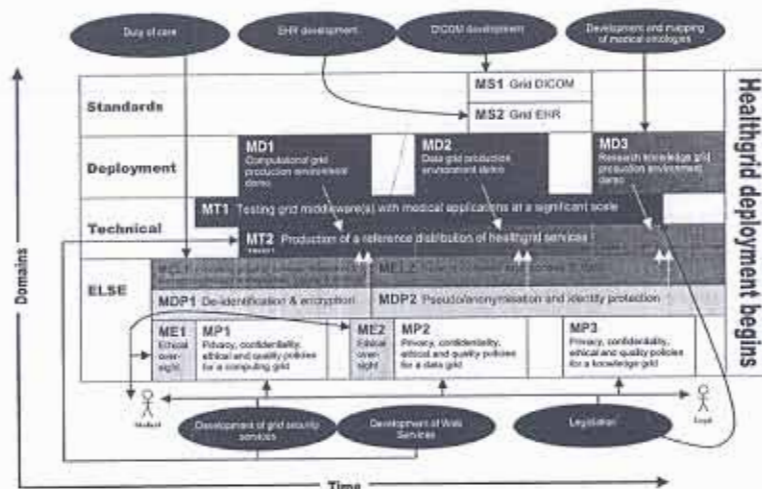 Duty of care
EHR development
DICOM development
Development and mapping
of medical ontologies
Standards
MS1 Grid DICOM
MS2 Grid EHR
Deployment
MD1
Computational grid
production environment
demo
MD2
Data grid production
environment demo
MD3
Research knowledge grid
production environment
demo
Technical
MT1 Testing grid middleware(s) with medical applications at a significant scale
MT2 Production of a reference distribution of healthgrid services
ELSE
MEL2
MDP1 De-identification & encryption
MDP2 Pseudo/anonymisation and identity protection
ME1
Ethical
over-
sight
MP1
Privacy, confidentiality,
ethical and quality policies
for a computing grid
ME2
Ethical
over-
sight
MP2
Privacy, confidentiality,
ethical and quality policies
for a data grid
MP3
Privacy, confidentiality,
ethical and quality policies
for a knowledge grid
Development of grid security
services
Development of Web
Services
Legislation
Domains
Time
Healthgrid deployment begins